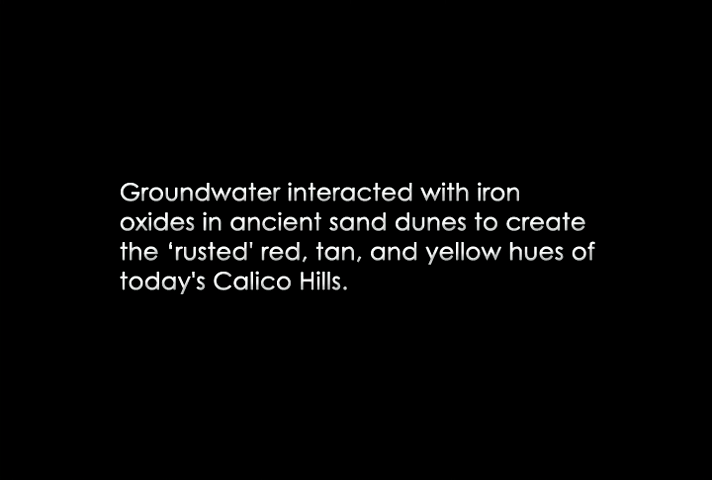 Groundwater interacted with iron
oxides in ancient sand dunes to create
the ‘rusted' red, tan, and yellow hues of
today's Calico Hills.